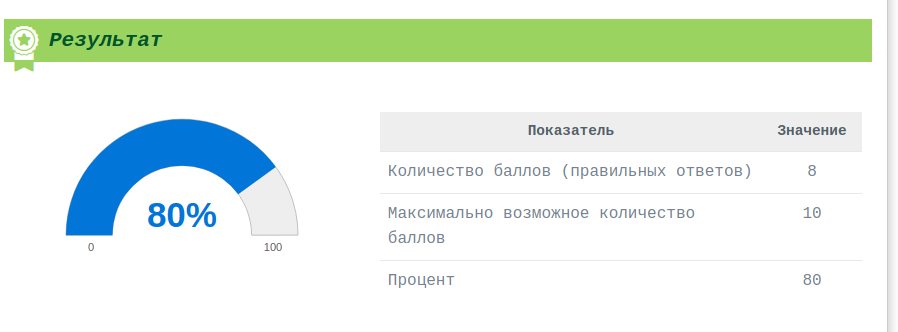 Результат
80%
0
100
Показатель Значение
Количество баллов (правильных ответов) 8
Максимально возможное количество 10
баллов
Процент 80